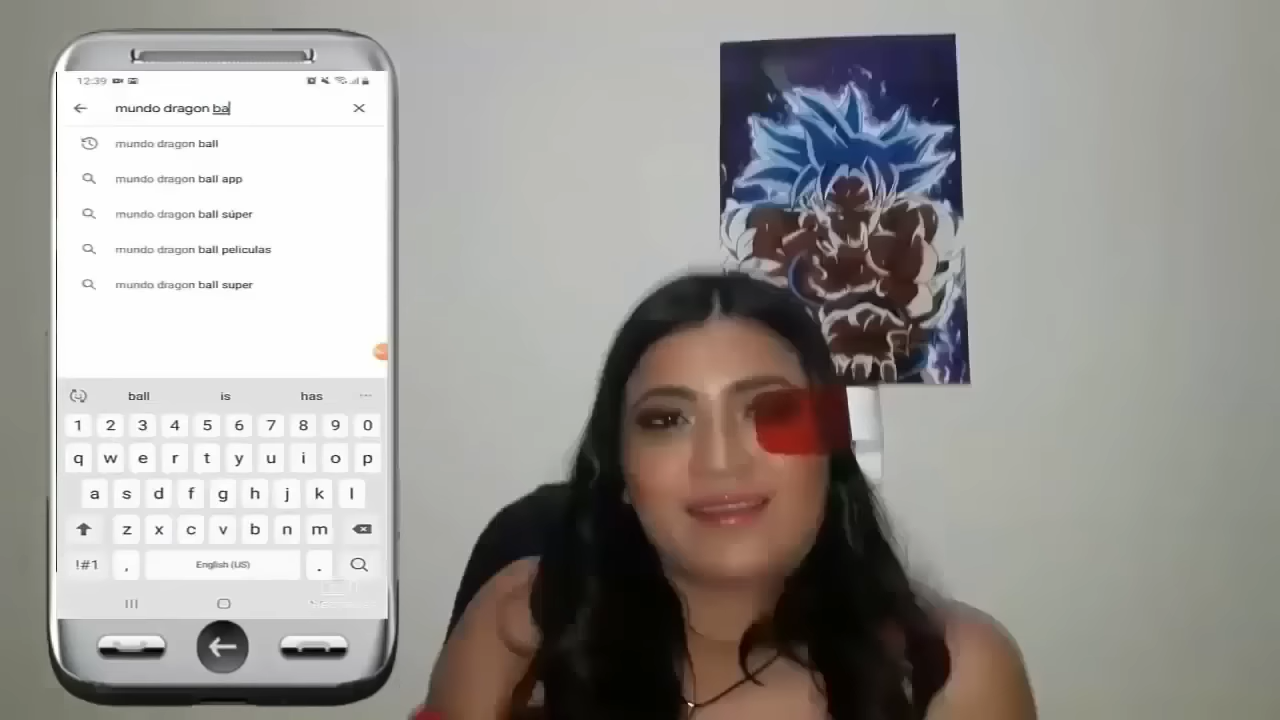 12:39
mundo dragon ba
mundo dragon ball
mundo dragon ball app
mundo dragon ball súper
mundo dragon ball peliculas
mundo dragon ball super
ball is has
1 2 3 4 5 6 7 8 9 0
q w e r t y u i o p
a s d f g h j k l
z x c v b n m
!#1 , English (US) .